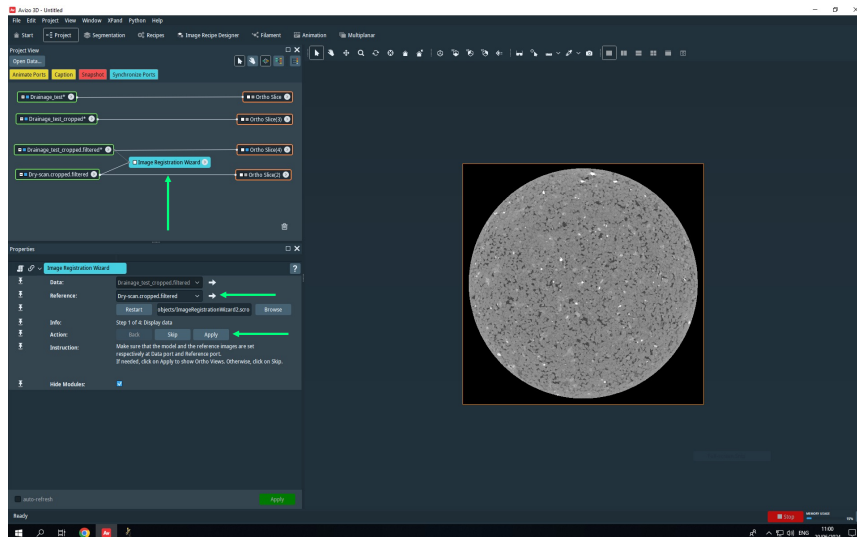 Avizo 3D - Untitled
File Edit Project View Window XPand Python Help
Start Project Segmentation Recipes Image Recipe Designer Filament Animation Multiplanar
Project View
Open Data...
Animate Ports Caption Snapshot Synchronize Ports
Drainage_test* Ortho Slice
Drainage_test_cropped* Ortho Slice(3)
Drainage_test_cropped.filtered* Ortho Slice(4)
Image Registration Wizard
Dry-scan.cropped.filtered Ortho Slice(2)
Properties
Image Registration Wizard ?
Data: Drainage_test_cropped.filtered
Reference: Dry-scan.cropped.filtered
Restart objects/ImageRegistrationWizard2.scro Browse
Info: Step 1 of 4: Display data
Action: Back Skip Apply
Instruction: Make sure that the model and the reference images are set
respectively at Data port and Reference port.
If needed, click on Apply to show Ortho Views. Otherwise, click on Skip.
Hide Modules:
auto-refresh Apply
Ready Stop MEMORY USAGE
ENG 11:00